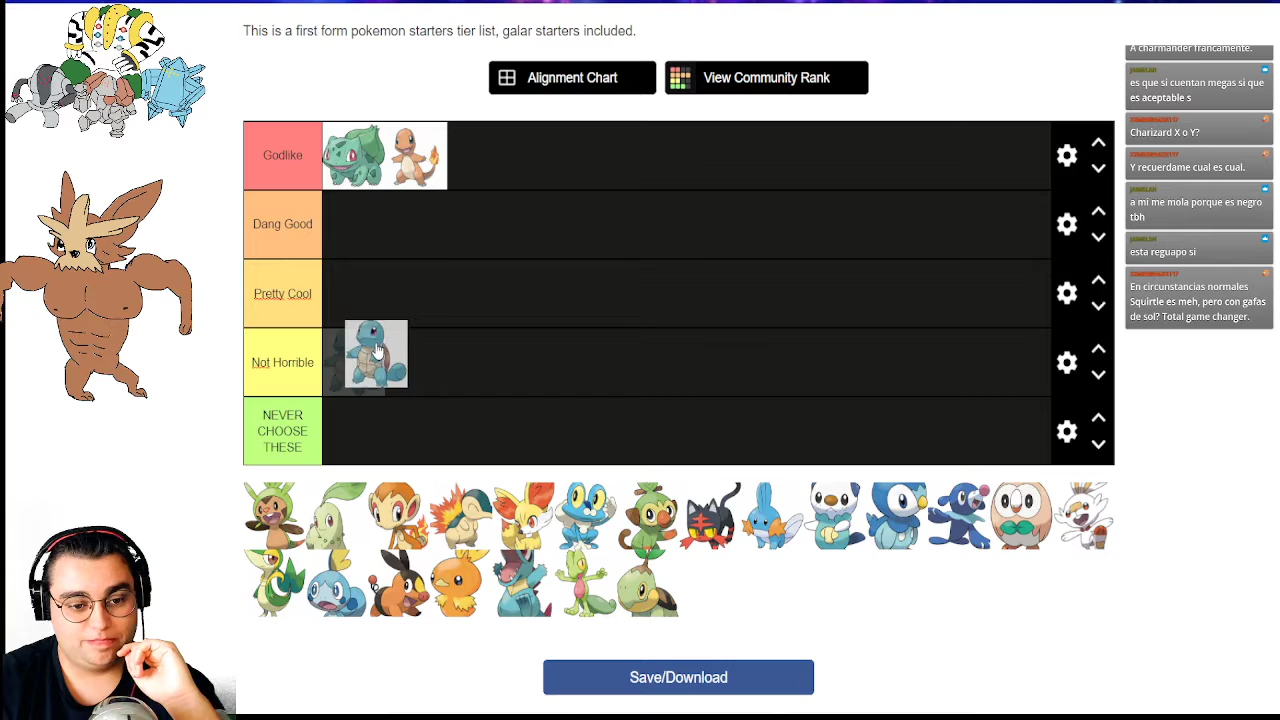 This is a first form pokemon starters tier list, galar starters included.
Alignment Chart
View Community Rank
Godlike
Dang Good
Pretty Cool
Not Horrible
NEVER
CHOOSE
THESE
Save/Download
A charmander francamente.
es que si cuentan megas si que
es aceptable s
Charizard X o Y?
Y recuerdame cual es cual.
a mi me mola porque es negro
tbh
esta reguapo si
En circunstancias normales
Squirtle es meh, pero con gafas
de sol? Total game changer.